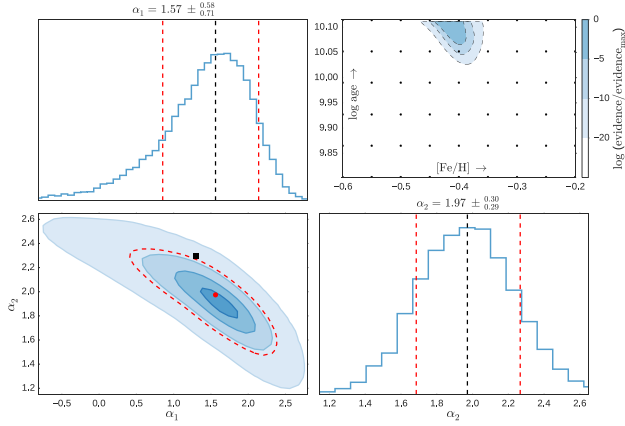 α₁ = 1.57 ± 0.58 0.71
10.10
10.05
10.00
9.95
9.90
9.85
log age →
[Fe/H] →
-0.6 -0.5 -0.4 -0.3 -0.2
0
-5
-10
-20
log (evidence/evidence_max)
α₂ = 1.97 ± 0.30 0.29
2.6
2.4
2.2
2.0
1.8
1.6
1.4
1.2
α₂
-0.5 0.0 0.5 1.0 1.5 2.0 2.5
α₁
1.2 1.4 1.6 1.8 2.0 2.2 2.4 2.6
α₂